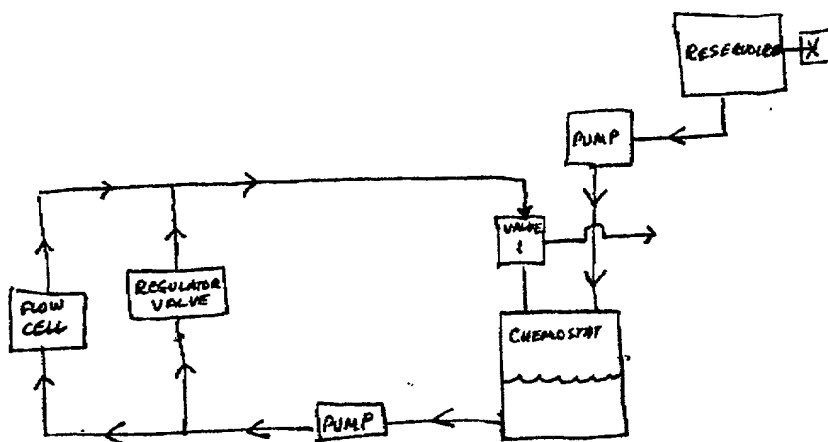 RESERVOIR
X
PUMP
VALVE
1
REGULATOR
VALVE
FLOW
CELL
CHEMOSTAT
PUMP